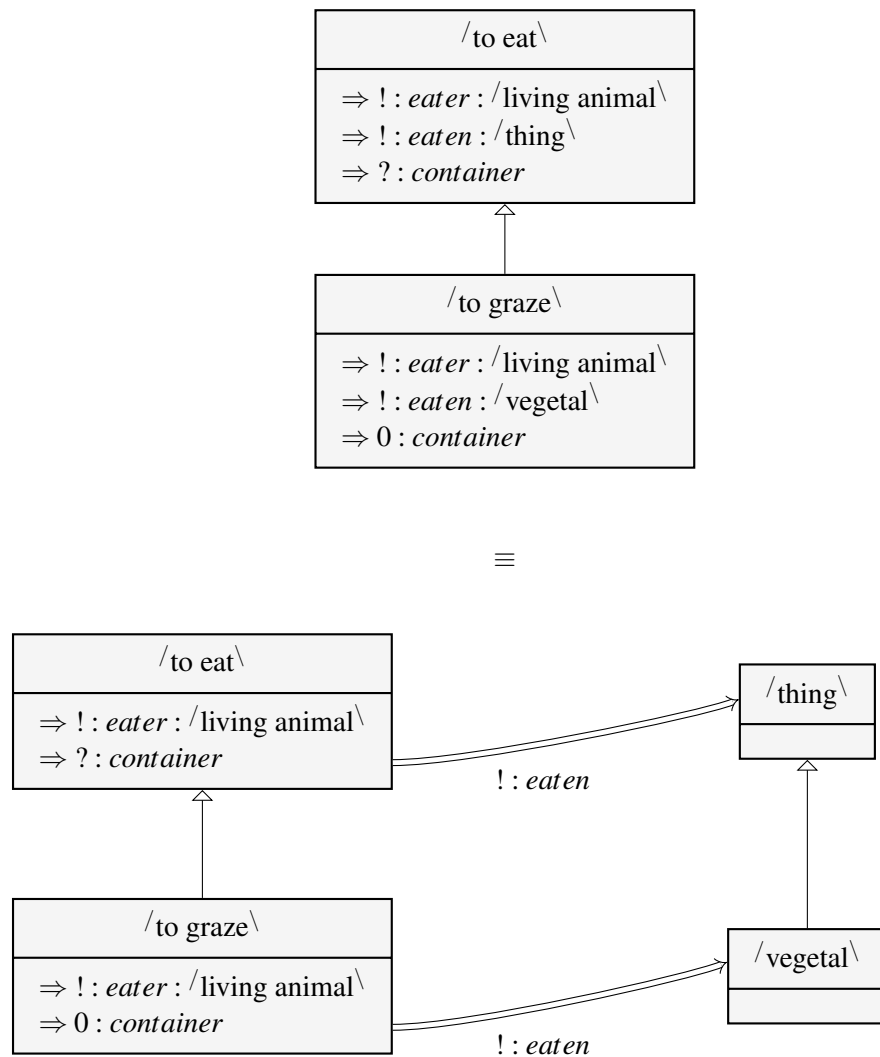 /to eat\
⇒ ! : eater : /living animal\
⇒ ! : eaten : /thing\
⇒ ? : container
/to graze\
⇒ ! : eater : /living animal\
⇒ ! : eaten : /vegetal\
⇒ 0 : container
≡
/to eat\
⇒ ! : eater : /living animal\
⇒ ? : container
/thing\
! : eaten
/to graze\
⇒ ! : eater : /living animal\
⇒ 0 : container
/vegetal\
! : eaten